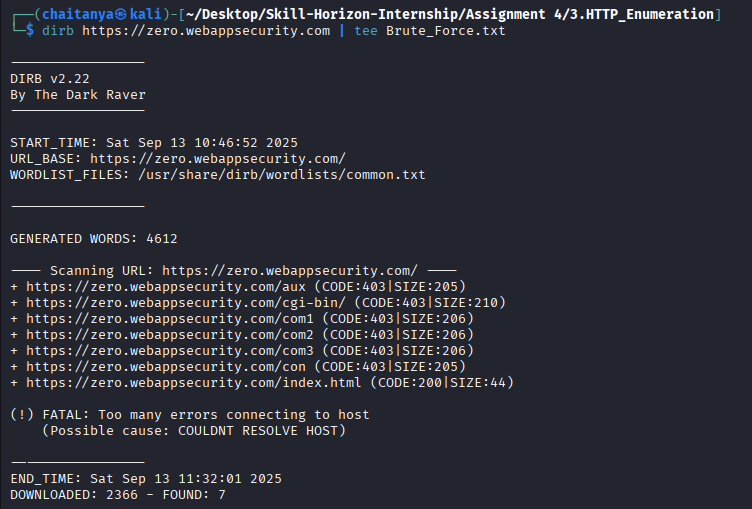 ┌──(chaitanya㉿kali)-[~/Desktop/Skill-Horizon-Internship/Assignment 4/3.HTTP_Enumeration]
└─$ dirb https://zero.webappsecurity.com | tee Brute_Force.txt
-----------------
DIRB v2.22
By The Dark Raver
-----------------
START_TIME: Sat Sep 13 10:46:52 2025
URL_BASE: https://zero.webappsecurity.com/
WORDLIST_FILES: /usr/share/dirb/wordlists/common.txt
-----------------
GENERATED WORDS: 4612
---- Scanning URL: https://zero.webappsecurity.com/ ----
+ https://zero.webappsecurity.com/aux (CODE:403|SIZE:205)
+ https://zero.webappsecurity.com/cgi-bin/ (CODE:403|SIZE:210)
+ https://zero.webappsecurity.com/com1 (CODE:403|SIZE:206)
+ https://zero.webappsecurity.com/com2 (CODE:403|SIZE:206)
+ https://zero.webappsecurity.com/com3 (CODE:403|SIZE:206)
+ https://zero.webappsecurity.com/con (CODE:403|SIZE:205)
+ https://zero.webappsecurity.com/index.html (CODE:200|SIZE:44)
(!) FATAL: Too many errors connecting to host
(Possible cause: COULDNT RESOLVE HOST)
-----------------
END_TIME: Sat Sep 13 11:32:01 2025
DOWNLOADED: 2366 - FOUND: 7